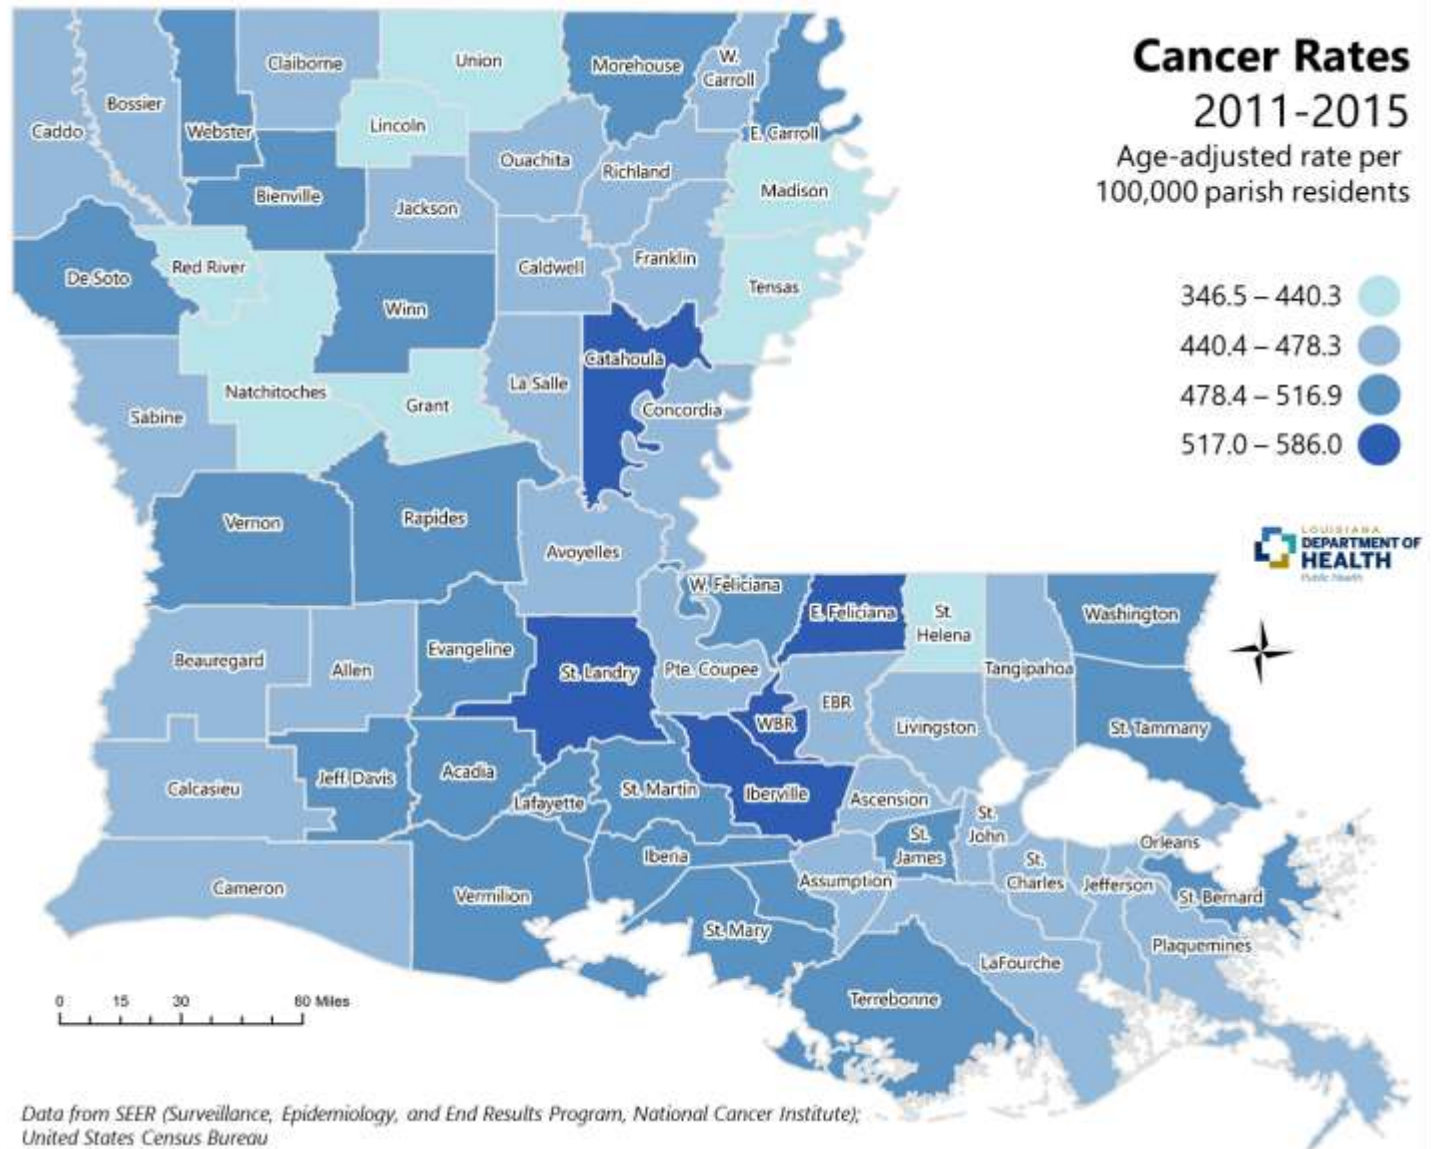 Cancer Rates
2011-2015
Age-adjusted rate per
100,000 parish residents
346.5 – 440.3
440.4 – 478.3
478.4 – 516.9
517.0 – 586.0
LOUISIANA
DEPARTMENT OF
HEALTH
Public Health
Caddo
Bossier
Webster
Claiborne
Union
Lincoln
Morehouse
W.
Carroll
E. Carroll
Bienville
Jackson
Ouachita
Richland
Madison
De Soto
Red River
Winn
Caldwell
Franklin
Tensas
Sabine
Natchitoches
Grant
La Salle
Catahoula
Concordia
Vernon
Rapides
Avoyelles
W. Feliciana
E. Feliciana
St.
Helena
Tangipahoa
Washington
Beauregard
Allen
Evangeline
St. Landry
Pte. Coupee
WBR
EBR
Livingston
St. Tammany
Calcasieu
Jeff. Davis
Acadia
Lafayette
St. Martin
Iberville
Ascension
St.
John
St.
James
Orleans
Cameron
Vermilion
Iberia
Assumption
St.
Charles
Jefferson
St. Bernard
St. Mary
Plaquemines
LaFourche
Terrebonne
0 15 30 60 Miles
Data from SEER (Surveillance, Epidemiology, and End Results Program, National Cancer Institute);
United States Census Bureau